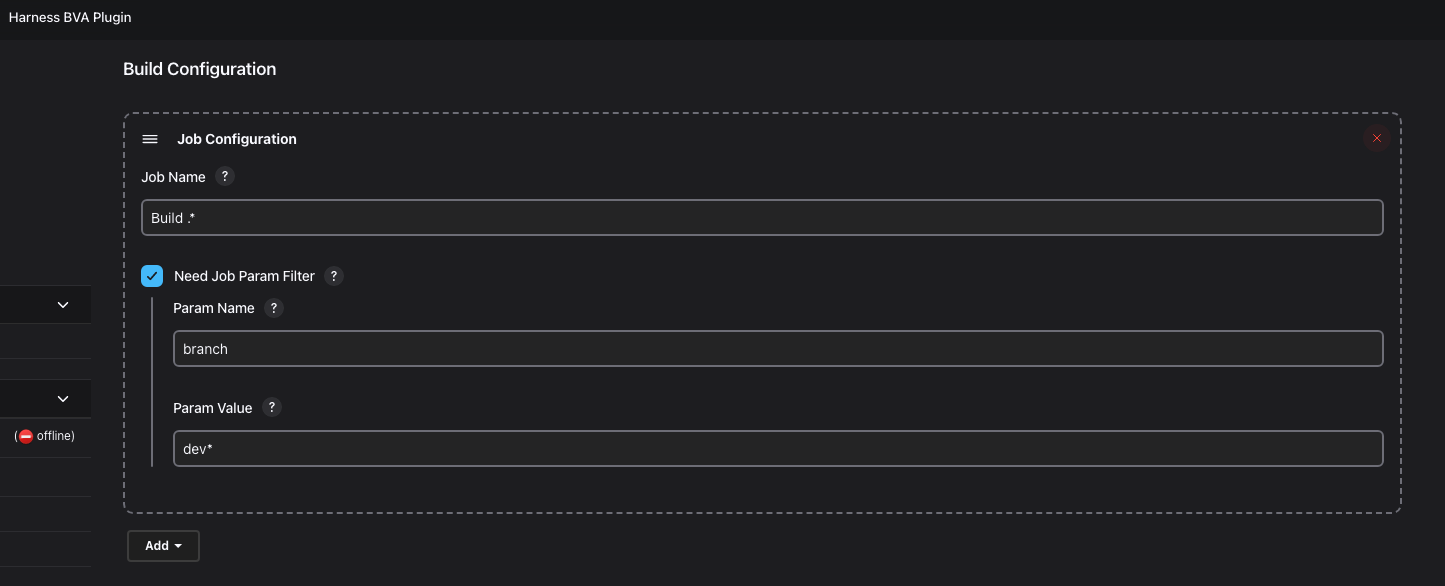 Harness BVA Plugin
Build Configuration
Job Configuration
Job Name ?
Build .*
Need Job Param Filter ?
Param Name ?
branch
Param Value ?
dev*
(offline)
Add